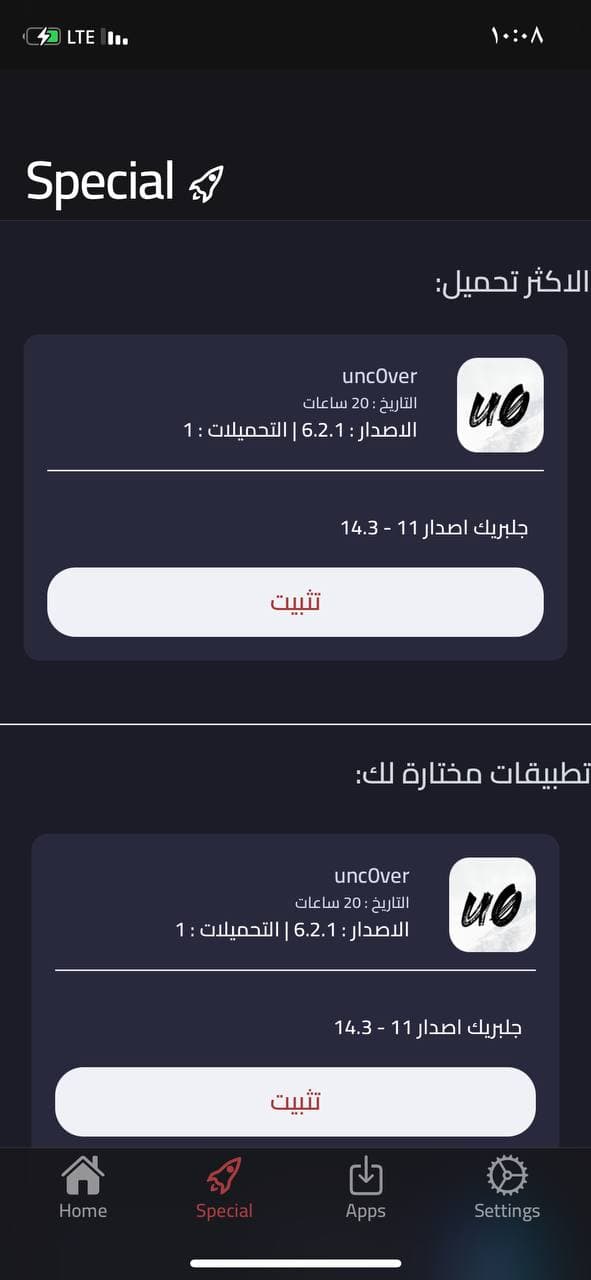 LTE ١٠:٠٨
Special
الاكثر تحميل:
unc0ver
التاريخ : 20 ساعات
الاصدار : 6.2.1 | التحميلات : 1
u0
جلبريك اصدار 11 - 14.3
تثبيت
تطبيقات مختارة لك:
unc0ver
التاريخ : 20 ساعات
الاصدار : 6.2.1 | التحميلات : 1
u0
جلبريك اصدار 11 - 14.3
تثبيت
Home Special Apps Settings